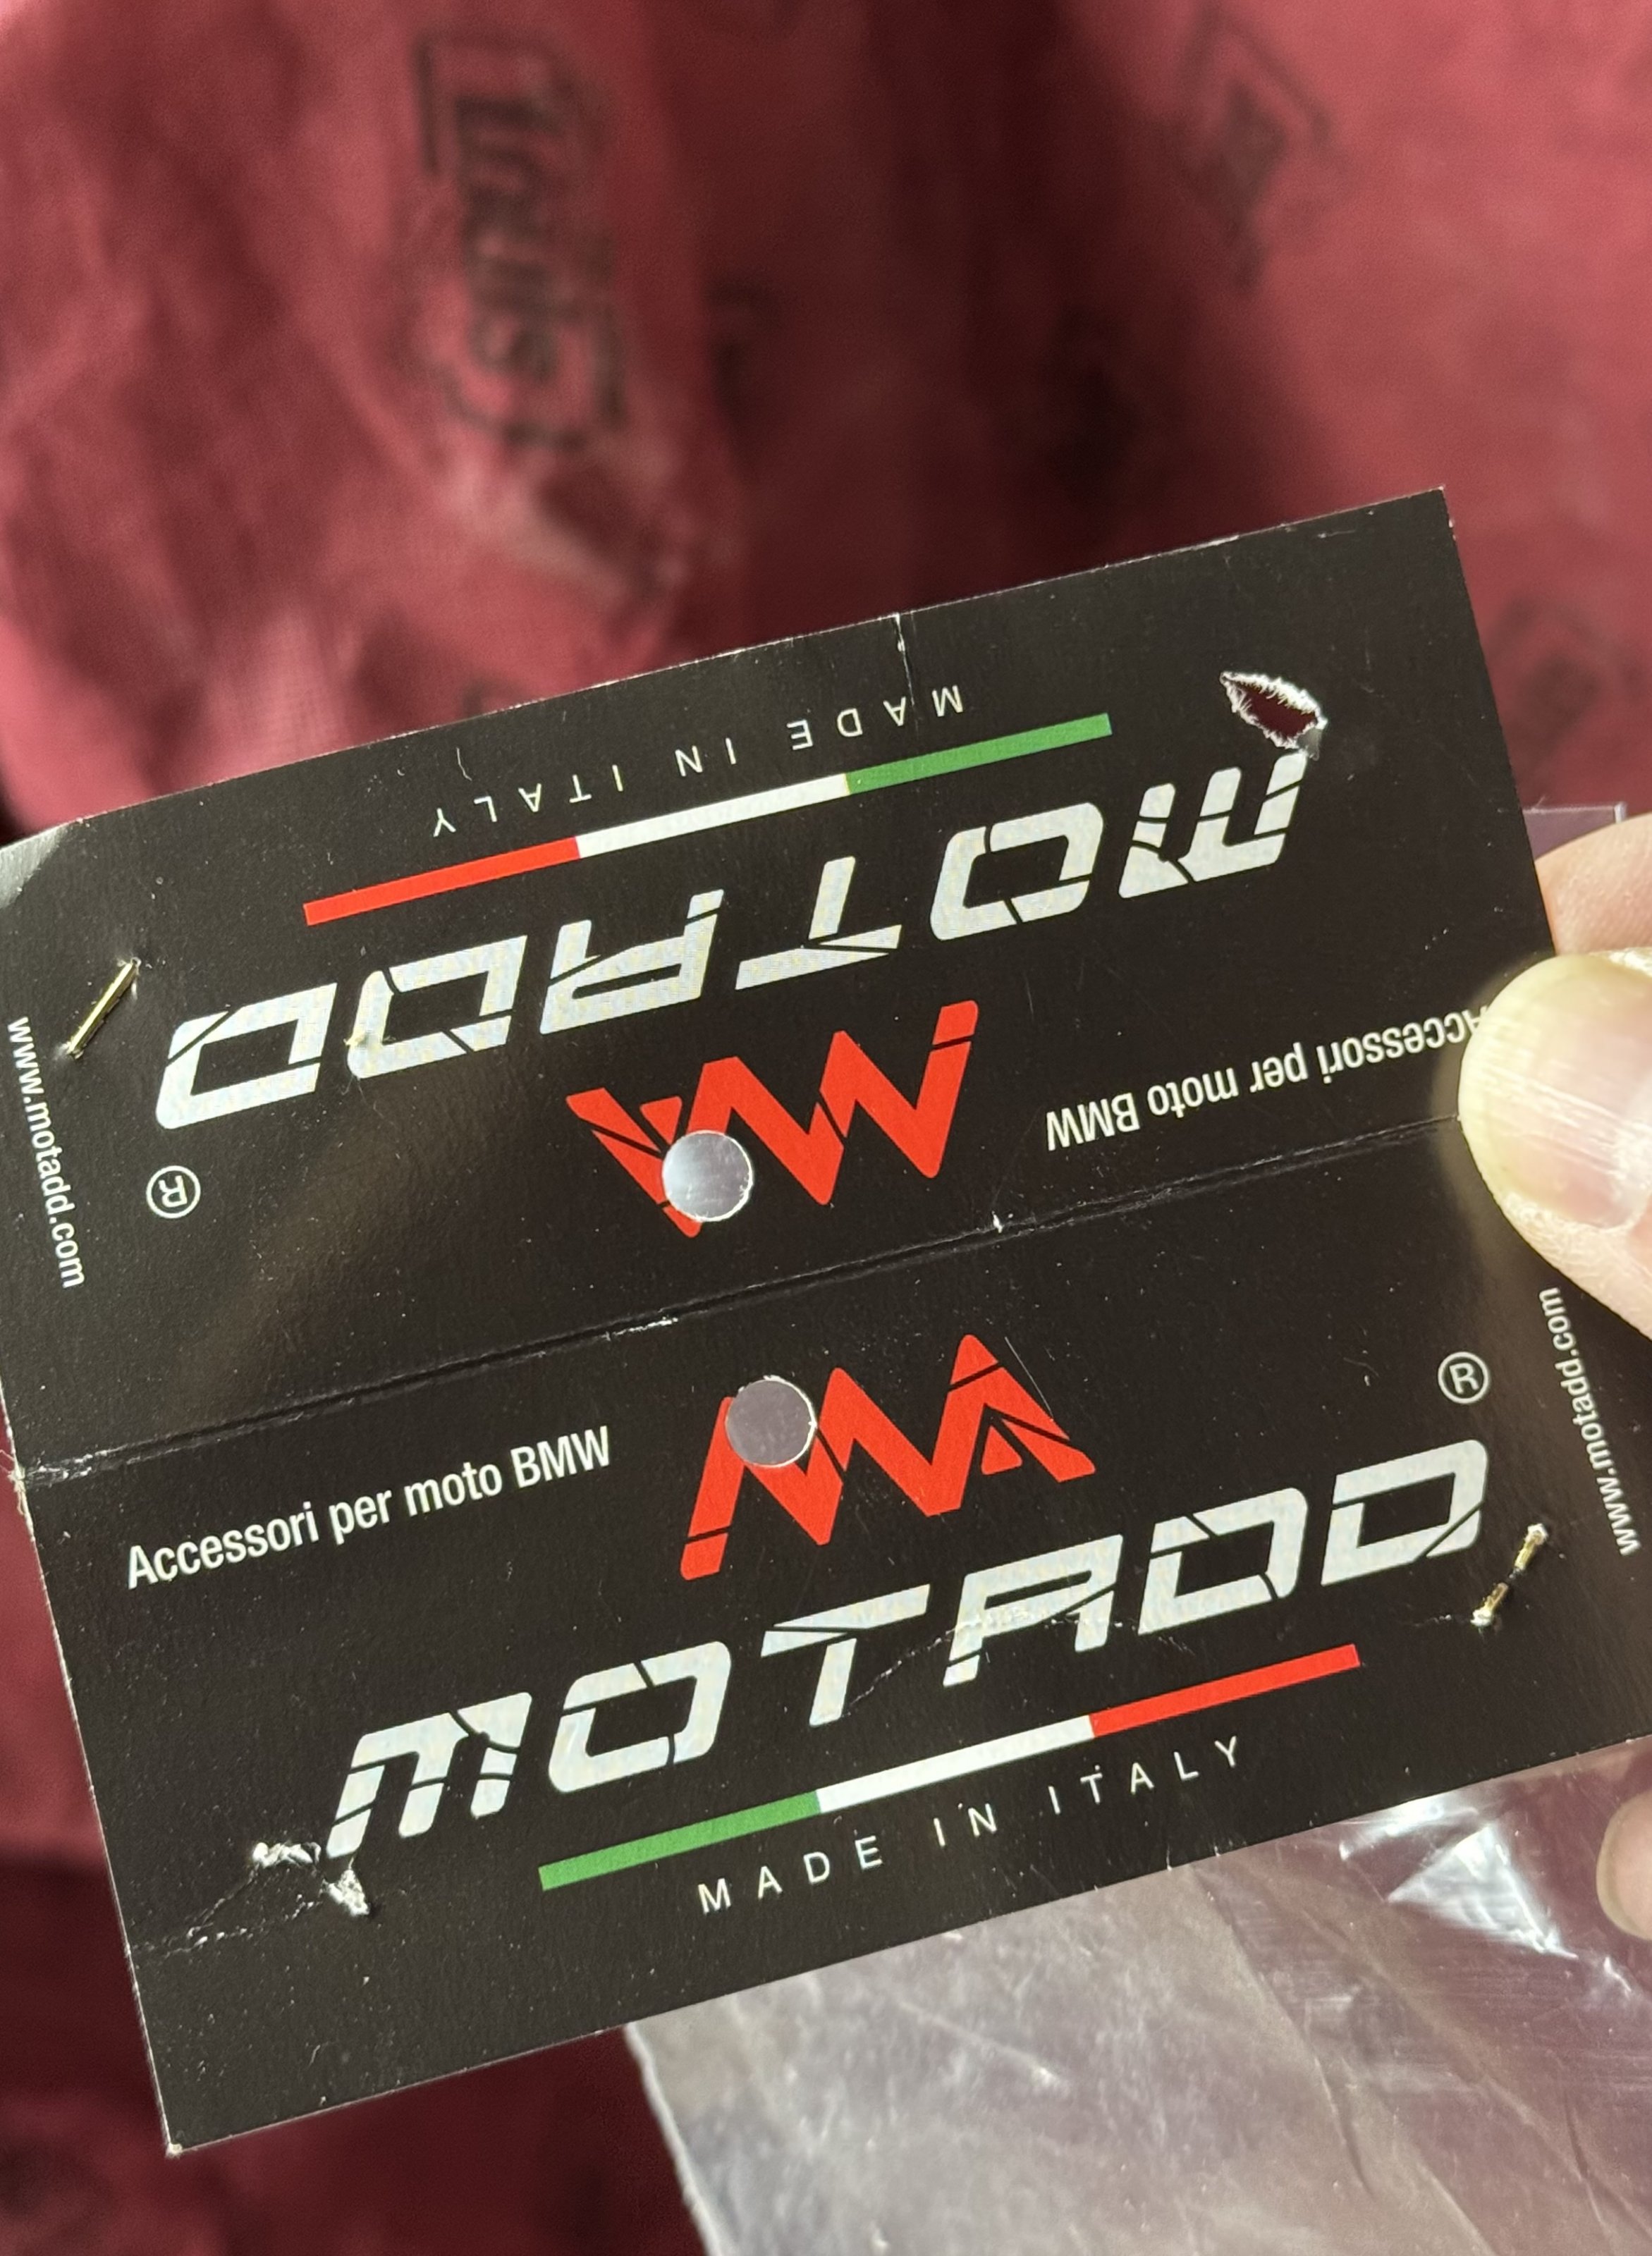 MADE IN ITALY
MOTADD
Accessori per moto BMW
®
www.motadd.com
Accessori per moto BMW
®
MOTADD
MADE IN ITALY
www.motadd.com